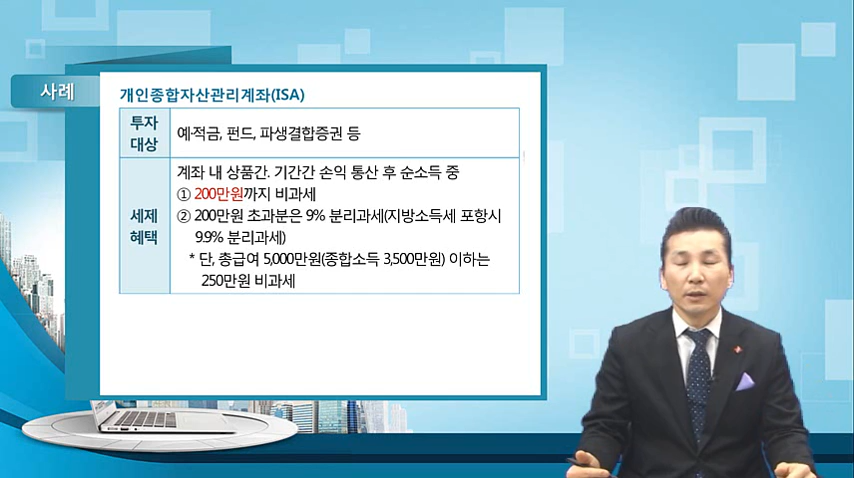 사례
개인종합자산관리계좌(ISA)
투자
대상
예·적금, 펀드, 파생결합증권 등
세제
혜택
계좌 내 상품간. 기간간 손익 통산 후 순소득 중
① 200만원까지 비과세
② 200만원 초과분은 9% 분리과세(지방소득세 포함시
9.9% 분리과세)
* 단, 총급여 5,000만원(종합소득 3,500만원) 이하는
250만원 비과세